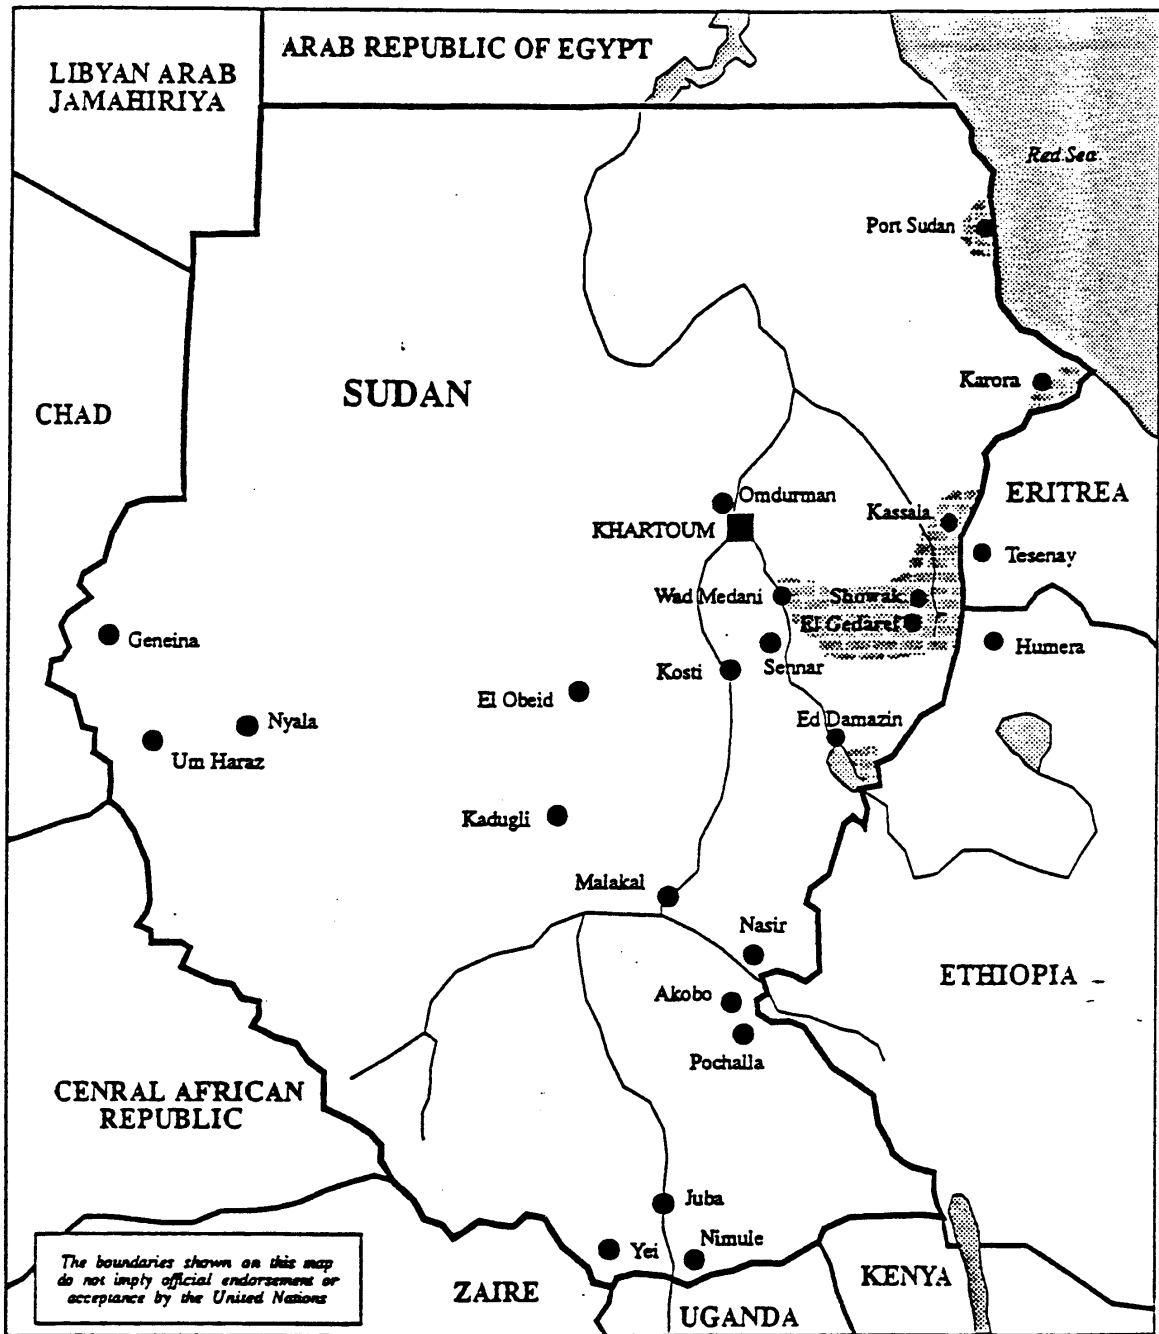 ARAB REPUBLIC OF EGYPT
LIBYAN ARAB
JAMAHIRIYA
Red Sea
Port Sudan
Karora
SUDAN
CHAD
ERITREA
Omdurman
Kassala
KHARTOUM
Tesenay
Wad Medani
Showak
El Gedaref
Geneina
Humera
Sennar
Kosti
El Obeid
Nyala
Ed Damazin
Um Haraz
Kadugli
Malakal
Nasir
ETHIOPIA
Akobo
Pochalla
CENRAL AFRICAN
REPUBLIC
Juba
Nimule
Yei
The boundaries shown on this map
do not imply official endorsement or
acceptance by the United Nations
ZAIRE
KENYA
UGANDA